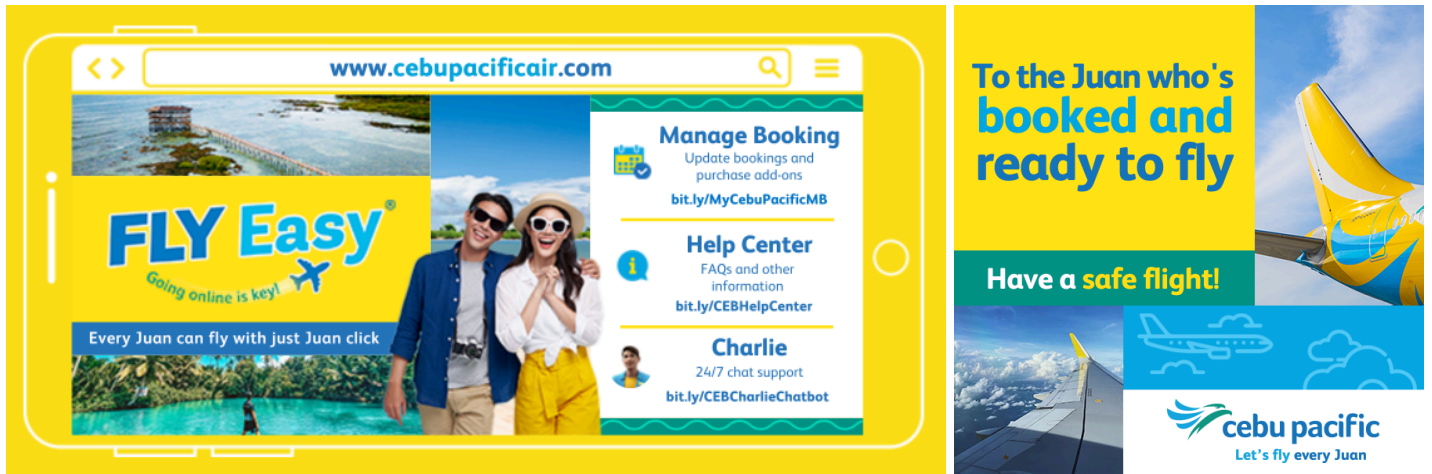 www.cebupacificair.com
FLY Easy®
Going online is key!
Every Juan can fly with just Juan click
Manage Booking
Update bookings and
purchase add-ons
bit.ly/MyCebuPacificMB
Help Center
FAQs and other
information
bit.ly/CEBHelpCenter
Charlie
24/7 chat support
bit.ly/CEBCharlieChatbot
To the Juan who's
booked and
ready to fly
Have a safe flight!
cebu pacific
Let's fly every Juan